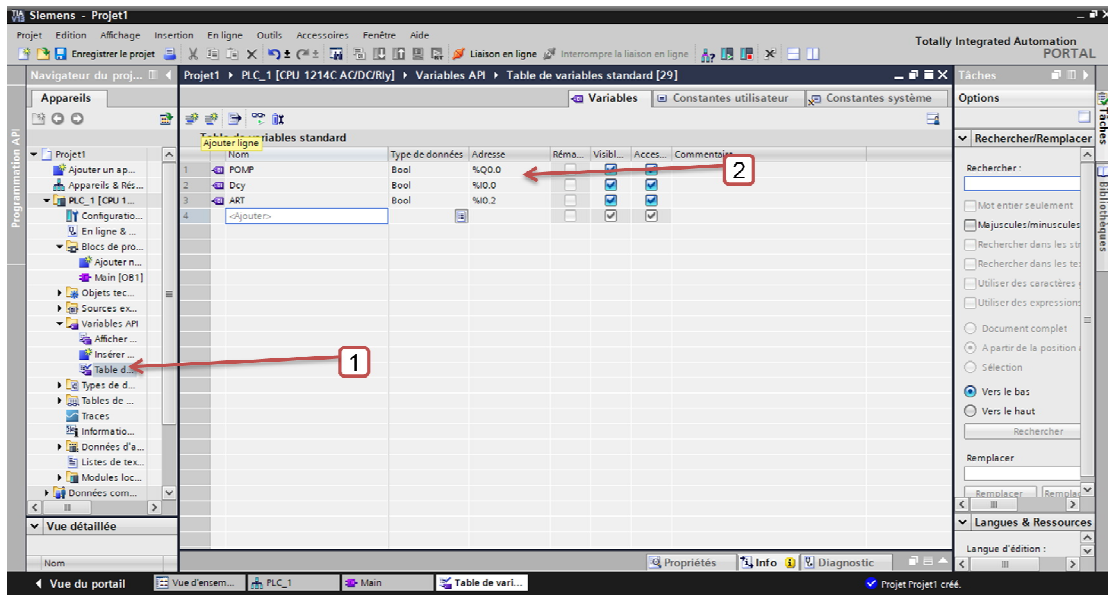 Siemens - Projet1
Projet Edition Affichage Insertion En ligne Outils Accessoires Fenêtre Aide
Totally Integrated Automation
PORTAL
Enregistrer le projet
Liaison en ligne
Interrompre la liaison en ligne
Navigateur du proj...
Projet1 PLC_1 [CPU 1214C AC/DC/Rly] Variables API Table de variables standard [29]
Tâches
Appareils
Variables
Constantes utilisateur
Constantes système
Options
Ajouter ligne
Nom Type de données Adresse Réma... Visibl... Acces... Commentaire
1 POMP Bool %Q0.0
2 Dcy Bool %I0.0
3 ART Bool %I0.2
4 <Ajouter>
2
1
Programmation API
Projet1
Ajouter un ap...
Appareils & Rés...
PLC_1 [CPU 1...
Configuratio...
En ligne & ...
Blocs de pro...
Ajouter n...
Main [OB1]
Objets tec...
Sources ex...
Variables API
Afficher ...
Insérer ...
Table d...
Types de d...
Tables de ...
Traces
Informatio...
Données d'a...
Listes de tex...
Modules loc...
Données com...
Vue détaillée
Nom
Rechercher/Remplacer
Rechercher :
Mot entier seulement
Majuscules/minuscules
Rechercher dans les
Rechercher dans les
Utiliser des caractères
Utiliser des expressions
Document complet
A partir de la position
Sélection
Vers le bas
Vers le haut
Rechercher
Remplacer
Remplacer
Langues & Ressources
Langue d'édition :
Tâches
Bibliothèques
Propriétés
Info
Diagnostic
Vue du portail
Vue d'ensem...
PLC_1
Main
Table de vari...
Projet Projet1 créé.